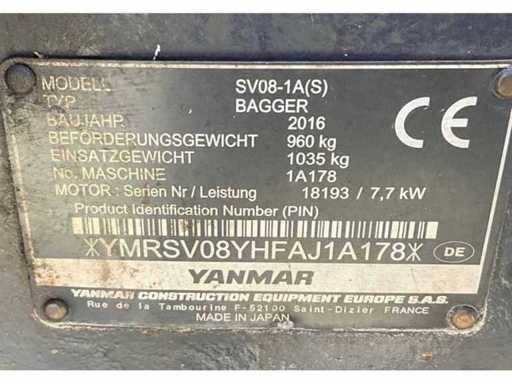 MODELL SV08-1A(S)
TYP BAGGER
BAUJAHR 2016
BEFÖRDERUNGSGEWICHT 960 kg
EINSATZGEWICHT 1035 kg
No. MASCHINE 1A178
MOTOR : Serien Nr / Leistung 18193 / 7,7 kW
Product Identification Number (PIN)
*YMRSV08YHFAJ1A178* DE
CE
YANMAR
YANMAR CONSTRUCTION EQUIPMENT EUROPE S.A.S.
Rue de la Tambourine F-52100 Saint-Dizier FRANCE
MADE IN JAPAN